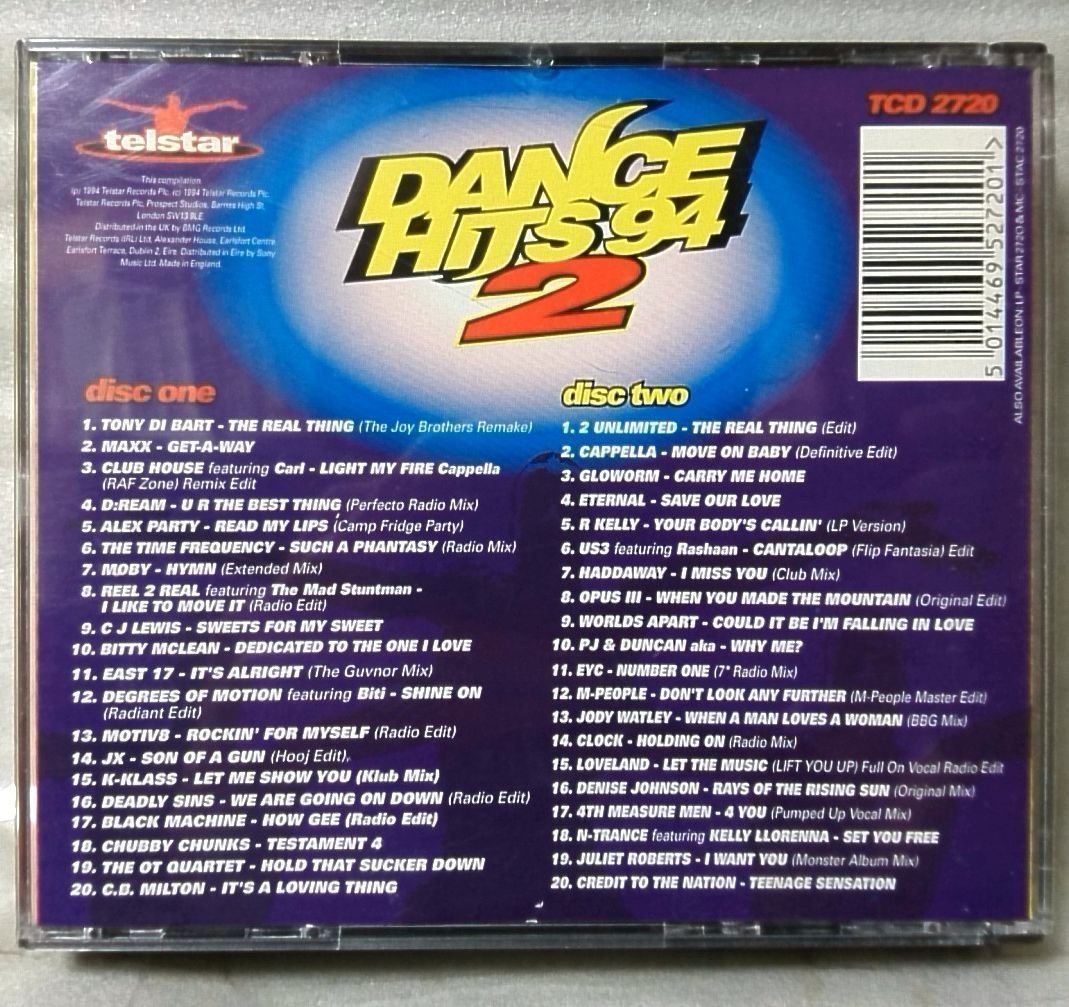 telstar
This compilation
(p) 1994 Telstar Records Plc. (c) 1994 Telstar Records Plc.
Telstar Records Plc, Prospect Studios, Barnes High St,
London SW13 9LE
Distributed in the UK by BMG Records Ltd.
Telstar Records (IRL) Ltd, Alexander House, Earlsfort Centre,
Earlsfort Terrace, Dublin 2, Eire. Distributed in Eire by Sony
Music Ltd. Made in England.
DANCE
HITS 94
2
TCD 2720
5 014469 527201 >
ALSO AVAILABLE ON LP · STAR 2720 & MC · STAC 2720
disc one
1. TONY DI BART - THE REAL THING (The Joy Brothers Remake)
2. MAXX - GET-A-WAY
3. CLUB HOUSE featuring Carl - LIGHT MY FIRE Cappella
(RAF Zone) Remix Edit
4. D:REAM - U R THE BEST THING (Perfecto Radio Mix)
5. ALEX PARTY - READ MY LIPS (Camp Fridge Party)
6. THE TIME FREQUENCY - SUCH A PHANTASY (Radio Mix)
7. MOBY - HYMN (Extended Mix)
8. REEL 2 REAL featuring The Mad Stuntman -
I LIKE TO MOVE IT (Radio Edit)
9. C J LEWIS - SWEETS FOR MY SWEET
10. BITTY MCLEAN - DEDICATED TO THE ONE I LOVE
11. EAST 17 - IT'S ALRIGHT (The Guvnor Mix)
12. DEGREES OF MOTION featuring Biti - SHINE ON
(Radiant Edit)
13. MOTIV8 - ROCKIN' FOR MYSELF (Radio Edit)
14. JX - SON OF A GUN (Hooj Edit)
15. K-KLASS - LET ME SHOW YOU (Klub Mix)
16. DEADLY SINS - WE ARE GOING ON DOWN (Radio Edit)
17. BLACK MACHINE - HOW GEE (Radio Edit)
18. CHUBBY CHUNKS - TESTAMENT 4
19. THE OT QUARTET - HOLD THAT SUCKER DOWN
20. C.B. MILTON - IT'S A LOVING THING
disc two
1. 2 UNLIMITED - THE REAL THING (Edit)
2. CAPPELLA - MOVE ON BABY (Definitive Edit)
3. GLOWORM - CARRY ME HOME
4. ETERNAL - SAVE OUR LOVE
5. R KELLY - YOUR BODY'S CALLIN' (LP Version)
6. US3 featuring Rashaan - CANTALOOP (Flip Fantasia) Edit
7. HADDAWAY - I MISS YOU (Club Mix)
8. OPUS III - WHEN YOU MADE THE MOUNTAIN (Original Edit)
9. WORLDS APART - COULD IT BE I'M FALLING IN LOVE
10. PJ & DUNCAN aka - WHY ME?
11. EYC - NUMBER ONE (7" Radio Mix)
12. M-PEOPLE - DON'T LOOK ANY FURTHER (M-People Master Edit)
13. JODY WATLEY - WHEN A MAN LOVES A WOMAN (BBG Mix)
14. CLOCK - HOLDING ON (Radio Mix)
15. LOVELAND - LET THE MUSIC (LIFT YOU UP) Full On Vocal Radio Edit
16. DENISE JOHNSON - RAYS OF THE RISING SUN (Original Mix)
17. 4TH MEASURE MEN - 4 YOU (Pumped Up Vocal Mix)
18. N-TRANCE featuring KELLY LLORENNA - SET YOU FREE
19. JULIET ROBERTS - I WANT YOU (Monster Album Mix)
20. CREDIT TO THE NATION - TEENAGE SENSATION